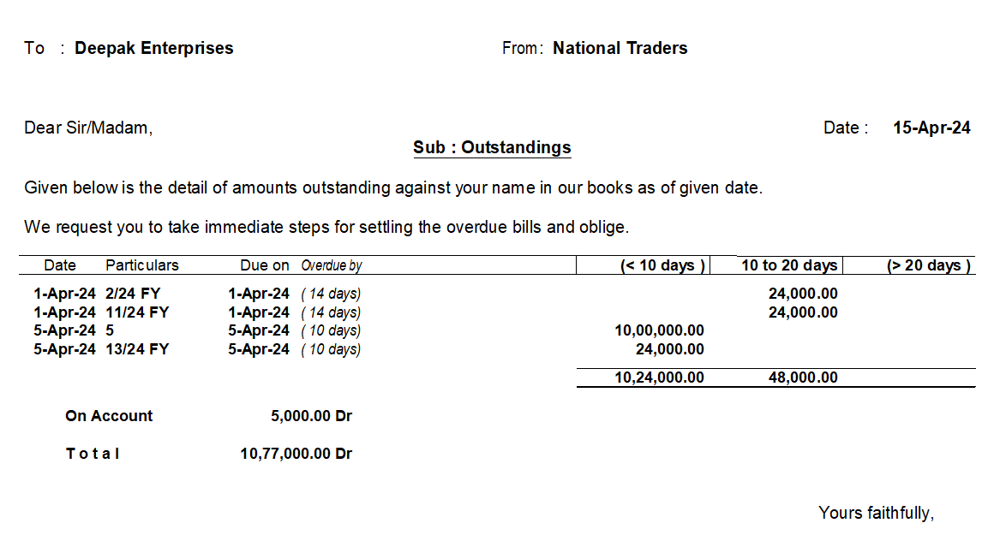 To : Deepak Enterprises From: National Traders
Dear Sir/Madam, Date : 15-Apr-24
Sub : Outstandings
Given below is the detail of amounts outstanding against your name in our books as of given date.
We request you to take immediate steps for settling the overdue bills and oblige.
Date Particulars Due on Overdue by (< 10 days ) 10 to 20 days (> 20 days )
1-Apr-24 2/24 FY 1-Apr-24 ( 14 days) 24,000.00
1-Apr-24 11/24 FY 1-Apr-24 ( 14 days) 24,000.00
5-Apr-24 5 5-Apr-24 ( 10 days) 10,00,000.00
5-Apr-24 13/24 FY 5-Apr-24 ( 10 days) 24,000.00
10,24,000.00 48,000.00
On Account 5,000.00 Dr
Total 10,77,000.00 Dr
Yours faithfully,